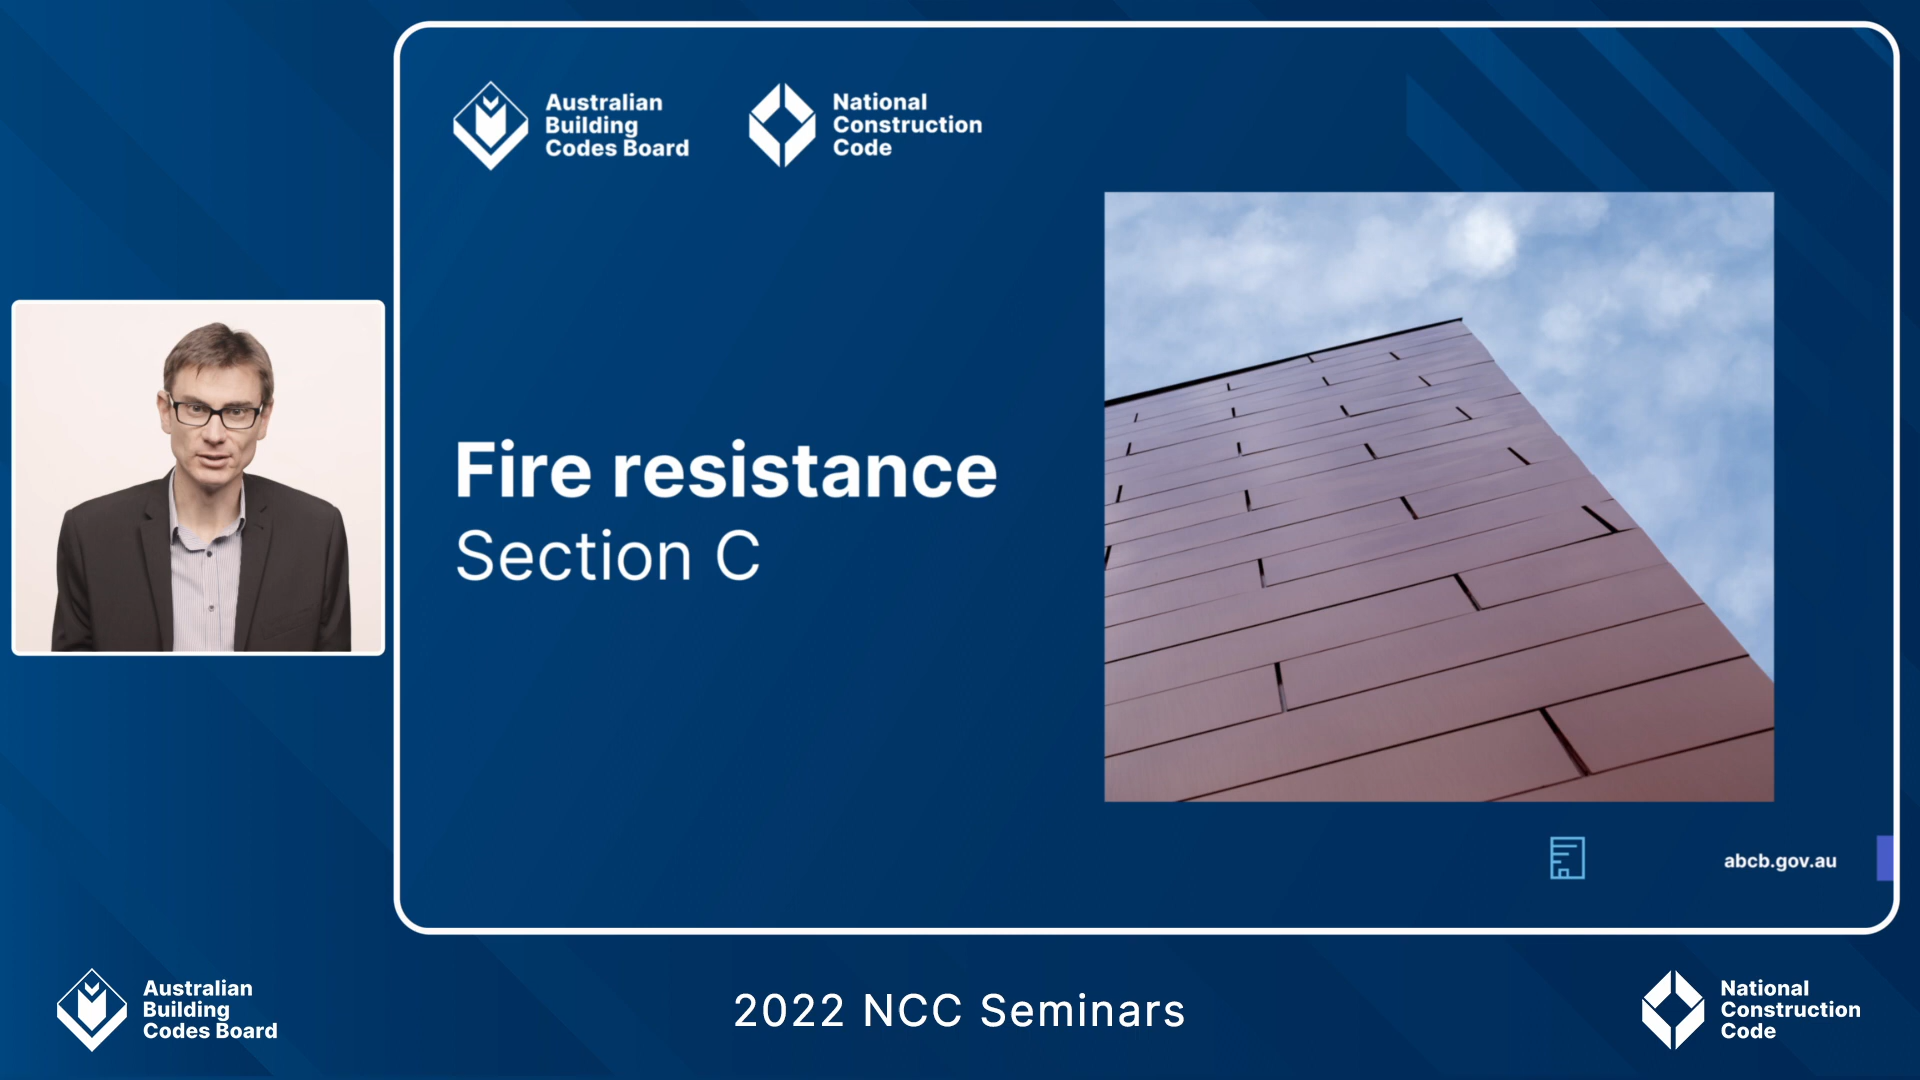 Australian
Building
Codes Board
National
Construction
Code
Fire resistance
Section C
abcb.gov.au
Australian
Building
Codes Board
2022 NCC Seminars
National
Construction
Code